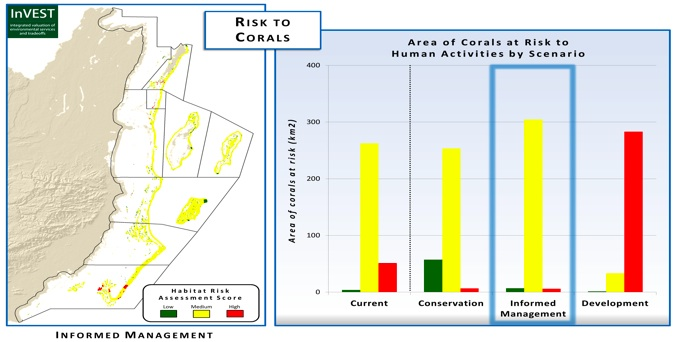 InVEST
Integrated valuation of
environmental services
and tradeoffs
RISK TO
CORALS
Habitat Risk
Assessment Score
Low Medium High
INFORMED MANAGEMENT
Area of Corals at Risk to
Human Activities by Scenario
Area of corals at risk (km2)
400
300
200
100
0
Current Conservation Informed Development
Management